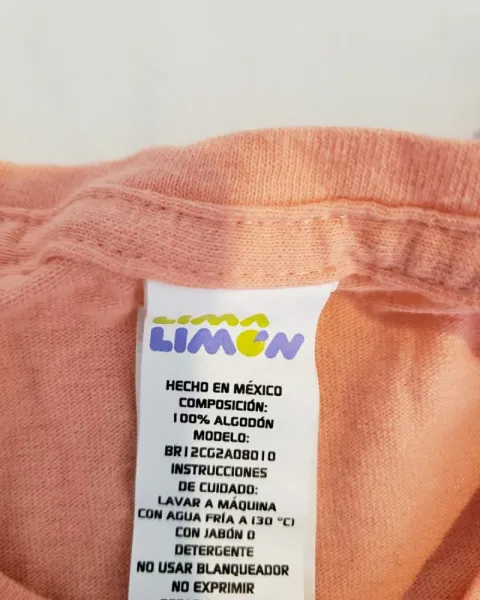 LIMA
LIMÓN
HECHO EN MÉXICO
COMPOSICIÓN:
100% ALGODÓN
MODELO:
BR12CG2A08010
INSTRUCCIONES
DE CUIDADO:
LAVAR A MÁQUINA
CON AGUA FRÍA A (30 °C)
CON JABÓN O
DETERGENTE
NO USAR BLANQUEADOR
NO EXPRIMIR